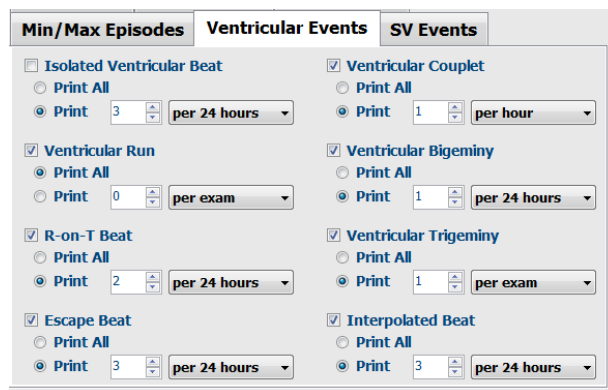 Min/Max Episodes Ventricular Events SV Events
Isolated Ventricular Beat Ventricular Couplet
Print All Print All
Print 3 per 24 hours Print 1 per hour
Ventricular Run Ventricular Bigeminy
Print All Print All
Print 0 per exam Print 1 per 24 hours
R-on-T Beat Ventricular Trigeminy
Print All Print All
Print 2 per 24 hours Print 1 per exam
Escape Beat Interpolated Beat
Print All Print All
Print 3 per 24 hours Print 3 per 24 hours